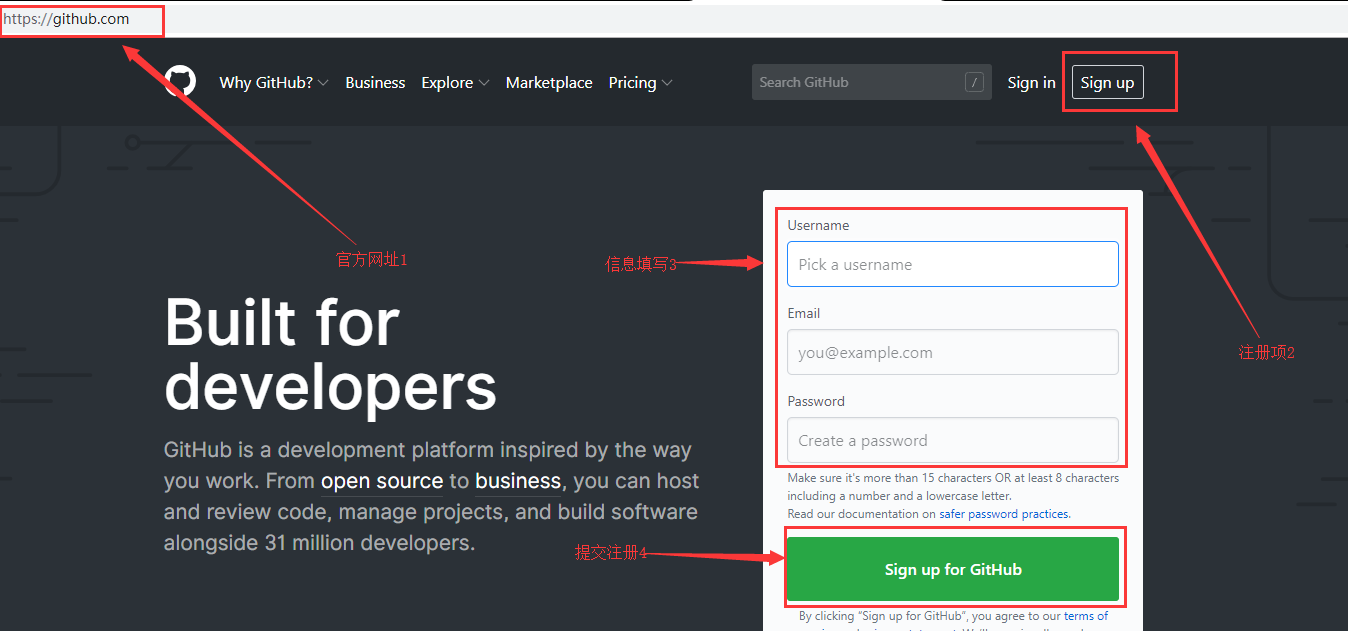 https://github.com
Why GitHub? Business Explore Marketplace Pricing Search GitHub / Sign in Sign up
官方网址1
注册项2
信息填写3
提交注册4
Built for
developers
GitHub is a development platform inspired by the way
you work. From open source to business, you can host
and review code, manage projects, and build software
alongside 31 million developers.
Username
Pick a username
Email
you@example.com
Password
Create a password
Make sure it's more than 15 characters OR at least 8 characters
including a number and a lowercase letter.
Read our documentation on safer password practices.
Sign up for GitHub
By clicking “Sign up for GitHub”, you agree to our terms of